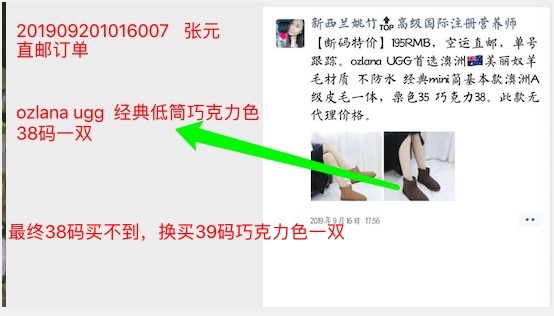 201909201016007 张元
直邮订单
ozlana ugg 经典低筒巧克力色
38码一双
最终38码买不到，换买39码巧克力色一双
新西兰姚竹🔝高级国际注册营养师
【断码特价】195RMB，空运直邮，单号
跟踪。ozlana UGG首选澳洲🇦🇺美丽奴羊
毛材质 不防水 经典mini筒基本款澳洲A
级皮毛一体，栗色35 巧克力38。此款无
代理价格。
2019年9月16日 17:56